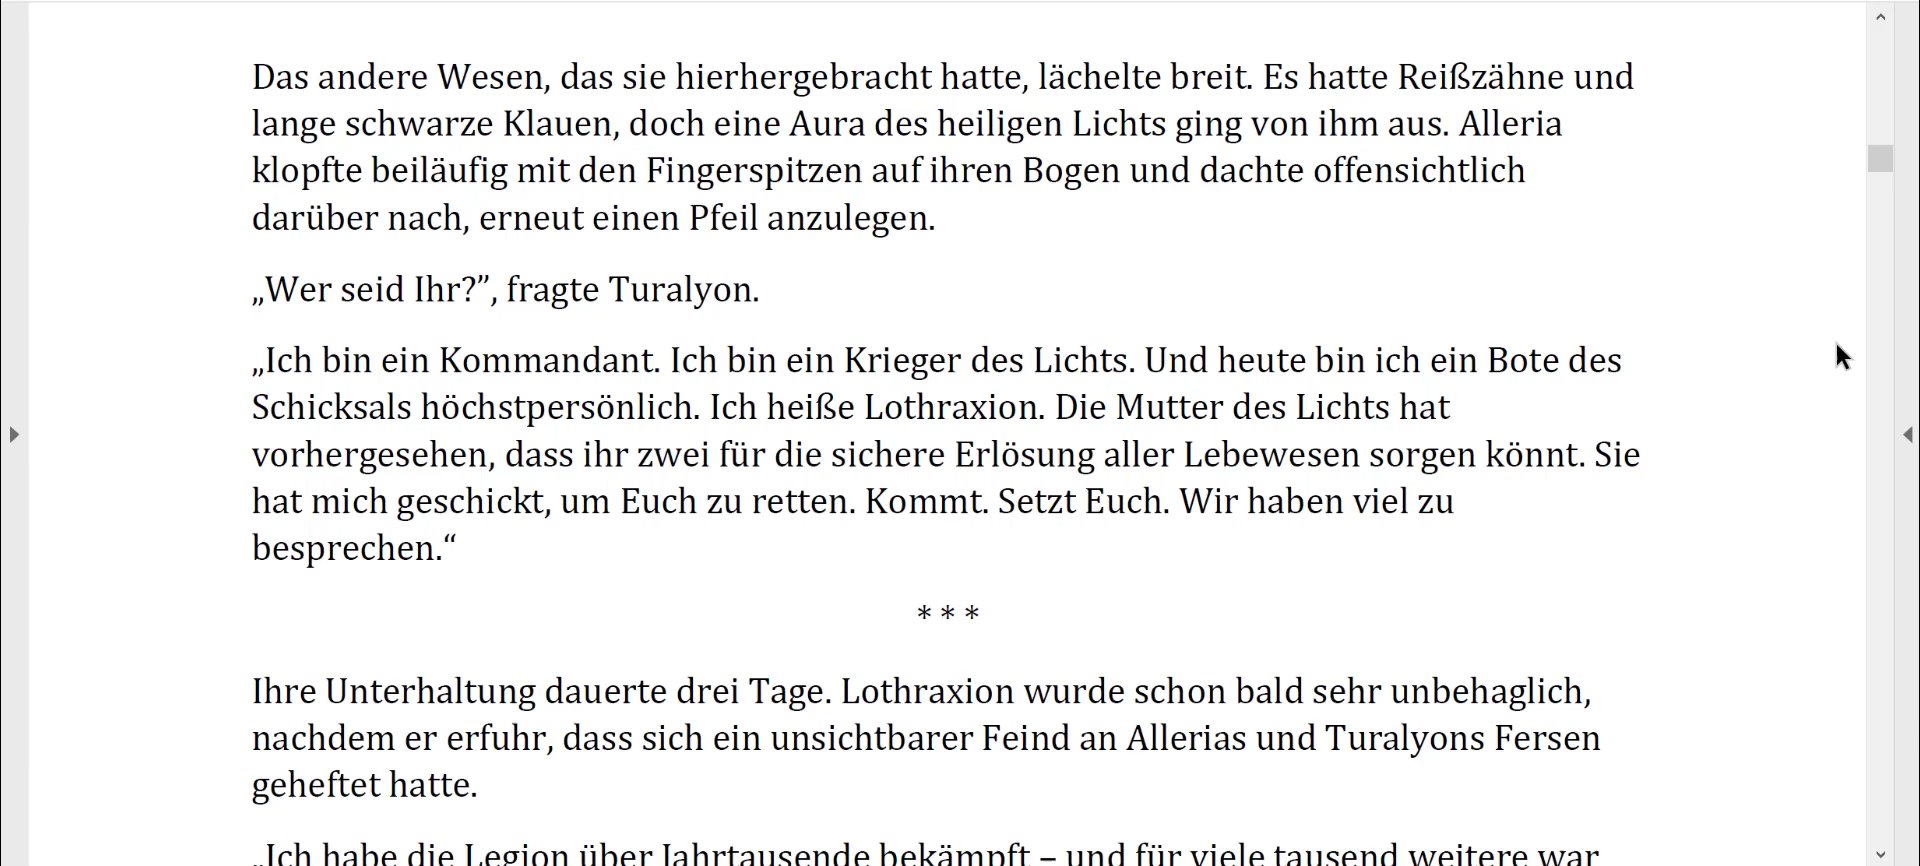 Das andere Wesen, das sie hierhergebracht hatte, lächelte breit. Es hatte Reißzähne und
lange schwarze Klauen, doch eine Aura des heiligen Lichts ging von ihm aus. Alleria
klopfte beiläufig mit den Fingerspitzen auf ihren Bogen und dachte offensichtlich
darüber nach, erneut einen Pfeil anzulegen.
„Wer seid Ihr?”, fragte Turalyon.
„Ich bin ein Kommandant. Ich bin ein Krieger des Lichts. Und heute bin ich ein Bote des
Schicksals höchstpersönlich. Ich heiße Lothraxion. Die Mutter des Lichts hat
vorhergesehen, dass ihr zwei für die sichere Erlösung aller Lebewesen sorgen könnt. Sie
hat mich geschickt, um Euch zu retten. Kommt. Setzt Euch. Wir haben viel zu
besprechen.“
* * *
Ihre Unterhaltung dauerte drei Tage. Lothraxion wurde schon bald sehr unbehaglich,
nachdem er erfuhr, dass sich ein unsichtbarer Feind an Allerias und Turalyons Fersen
geheftet hatte.
„Ich habe die Legion über Jahrtausende bekämpft – und für viele tausend weitere war